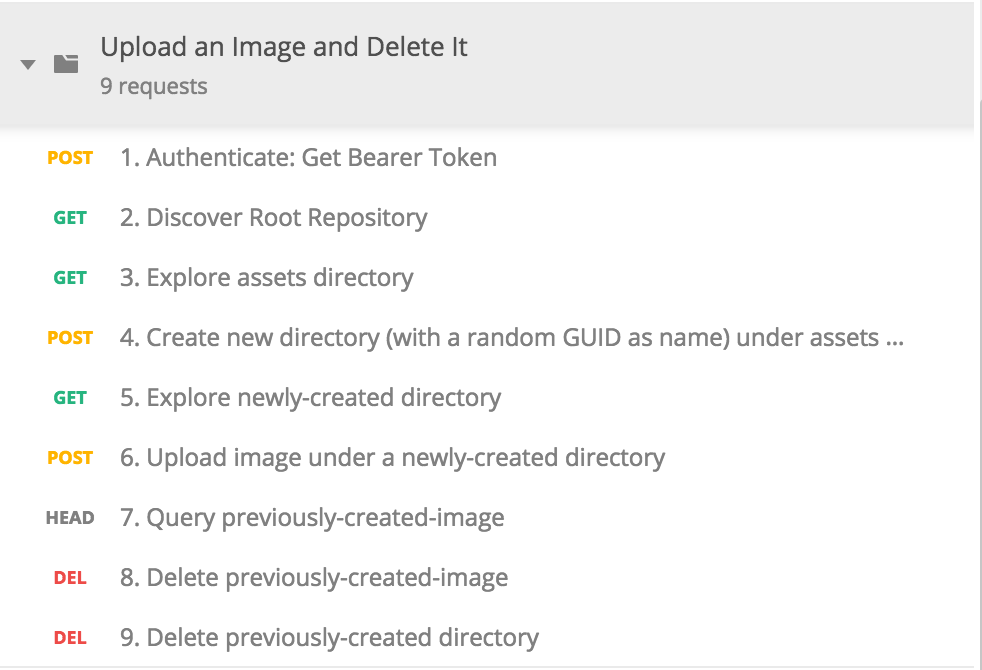 Upload an Image and Delete It
9 requests
POST 1. Authenticate: Get Bearer Token
GET 2. Discover Root Repository
GET 3. Explore assets directory
POST 4. Create new directory (with a random GUID as name) under assets ...
GET 5. Explore newly-created directory
POST 6. Upload image under a newly-created directory
HEAD 7. Query previously-created-image
DEL 8. Delete previously-created-image
DEL 9. Delete previously-created directory